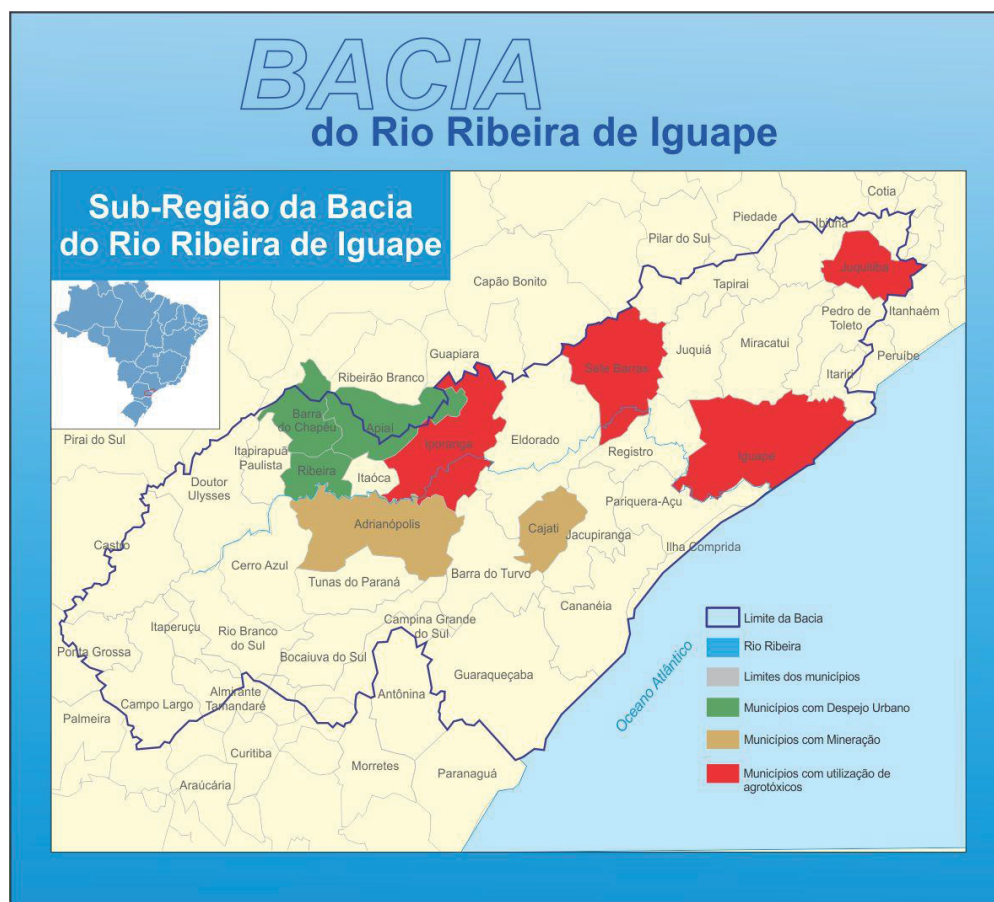 BACIA
do Rio Ribeira de Iguape
Sub-Região da Bacia
do Rio Ribeira de Iguape
Cotia
Ibiúna
Piedade
Pilar do Sul
Juquitiba
Tapirai
Capão Bonito
Itanhaém
Pedro de
Toledo
Miracatui
Juquiá
Peruíbe
Guapiara
Itariri
Sete Barras
Ribeirão Branco
Barra
do Chapéu
Apiaí
Iporanga
Eldorado
Pirai do Sul
Itapirapuã
Paulista
Registro
Iguape
Ribeira
Itaóca
Doutor
Ulysses
Pariquera-Açu
Adrianópolis
Cajati
Jacupiranga
Ilha Comprida
Castro
Cerro Azul
Tunas do Paraná
Barra do Turvo
Cananéia
Campina Grande
do Sul
Itaperuçu
Rio Branco
do Sul
Ponta Grossa
Bocaiuva do Sul
Guaraqueçaba
Antônina
Almirante
Tamandaré
Campo Largo
Palmeira
Curitiba
Morretes
Paranaguá
Araúcária
Oceano Atlântico
Limite da Bacia
Rio Ribeira
Limites dos municípios
Municípios com Despejo Urbano
Municípios com Mineração
Municípios com utilização de
agrotóxicos